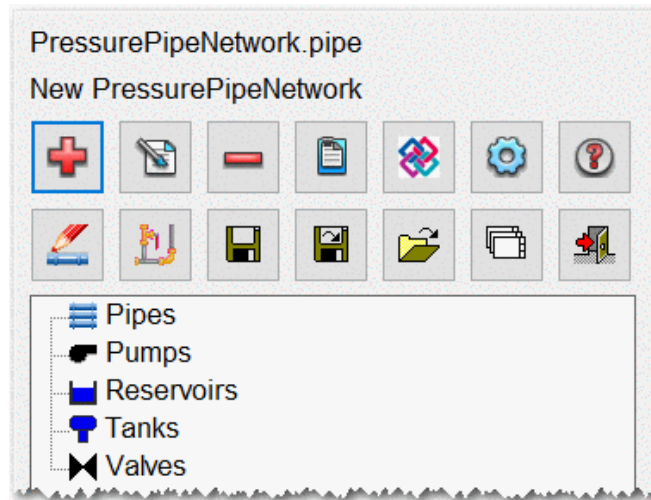 PressurePipeNetwork.pipe
New PressurePipeNetwork
Pipes
Pumps
Reservoirs
Tanks
Valves